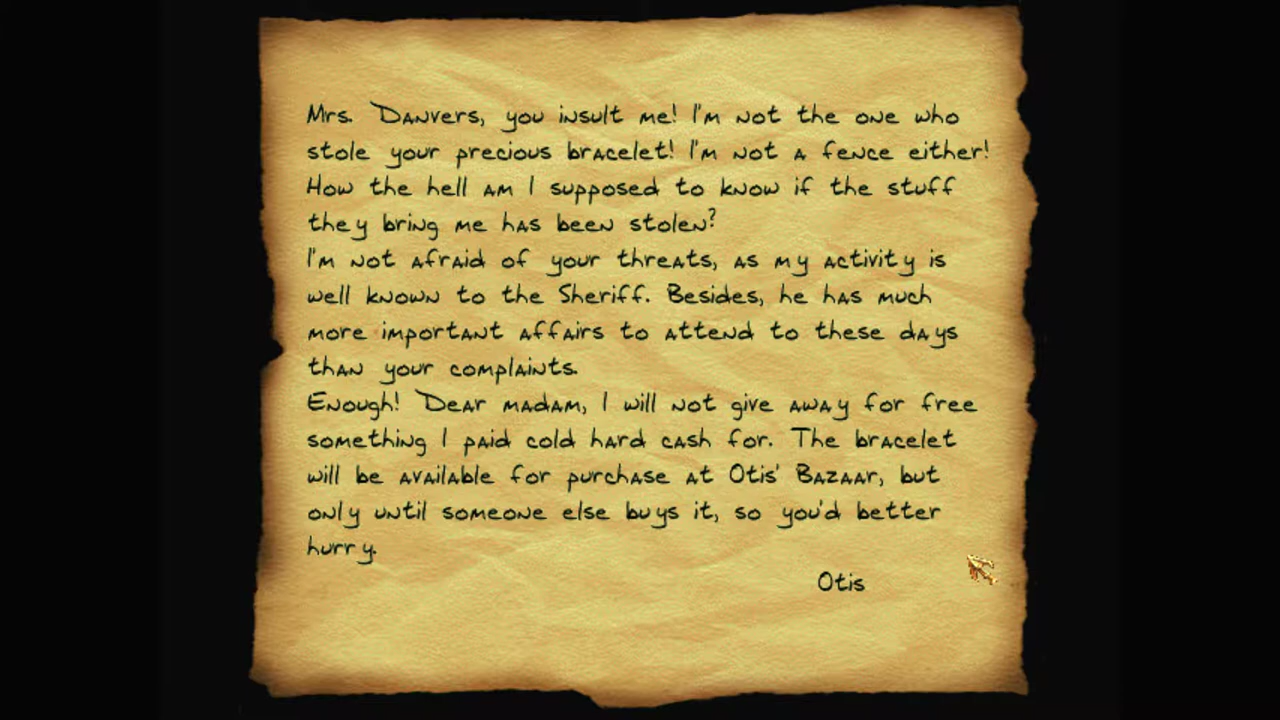 Mrs. Danvers, you insult me! I'm not the one who
stole your precious bracelet! I'm not a fence either!
How the hell am I supposed to know if the stuff
they bring me has been stolen?
I'm not afraid of your threats, as my activity is
well known to the Sheriff. Besides, he has much
more important affairs to attend to these days
than your complaints.
Enough! Dear madam, I will not give away for free
something I paid cold hard cash for. The bracelet
will be available for purchase at Otis' Bazaar, but
only until someone else buys it, so you'd better
hurry.
Otis